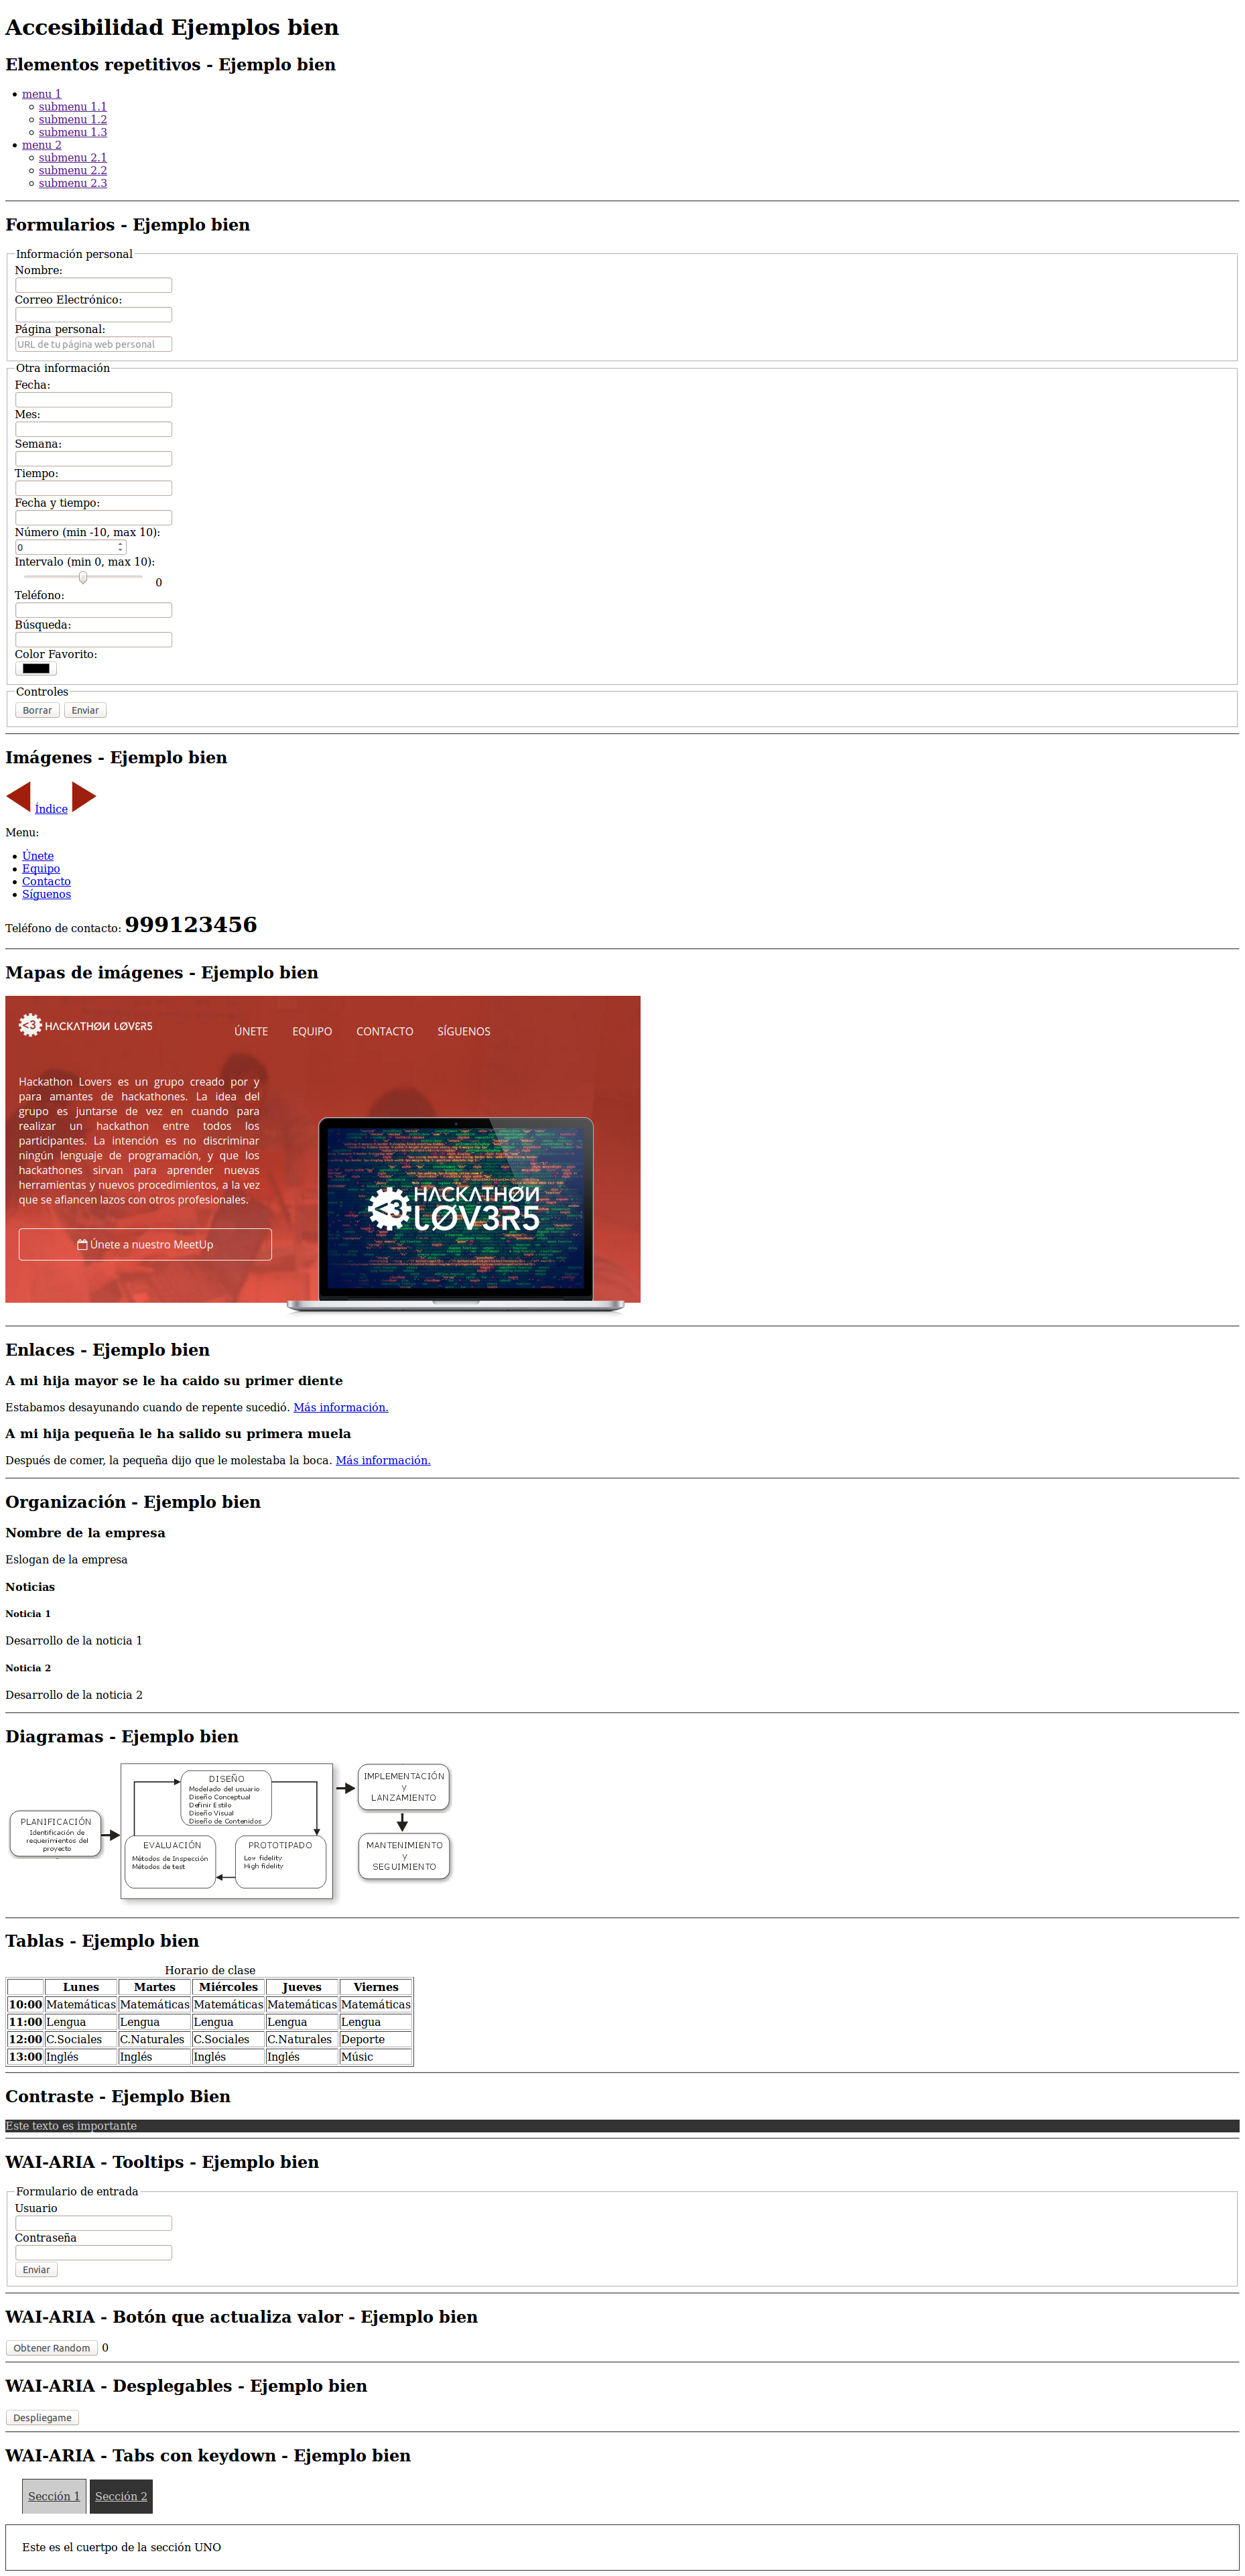 Accesibilidad Ejemplos bien
Elementos repetitivos - Ejemplo bien
menu 1
submenu 1.1
submenu 1.2
submenu 1.3
menu 2
submenu 2.1
submenu 2.2
submenu 2.3
Formularios - Ejemplo bien
Información personal
Nombre:
Correo Electrónico:
Página personal:
URL de tu página web personal
Otra información
Fecha:
Mes:
Semana:
Tiempo:
Fecha y tiempo:
Número (min -10, max 10):
0
Intervalo (min 0, max 10):
0
Teléfono:
Búsqueda:
Color Favorito:
Controles
Borrar Enviar
Imágenes - Ejemplo bien
Índice
Menu:
Únete
Equipo
Contacto
Síguenos
Teléfono de contacto: 999123456
Mapas de imágenes - Ejemplo bien
<3 HACKATHØN LØVER5 ÚNETE EQUIPO CONTACTO SÍGUENOS
Hackathon Lovers es un grupo creado por y
para amantes de hackathones. La idea del
grupo es juntarse de vez en cuando para
realizar un hackathon entre todos los
participantes. La intención es no discriminar
ningún lenguaje de programación, y que los
hackathones sirvan para aprender nuevas
herramientas y nuevos procedimientos, a la vez
que se afiancen lazos con otros profesionales.
Únete a nuestro MeetUp
<3 HACKATHØN
LØV3R5
Enlaces - Ejemplo bien
A mi hija mayor se le ha caido su primer diente
Estabamos desayunando cuando de repente sucedió. Más información.
A mi hija pequeña le ha salido su primera muela
Después de comer, la pequeña dijo que le molestaba la boca. Más información.
Organización - Ejemplo bien
Nombre de la empresa
Eslogan de la empresa
Noticias
Noticia 1
Desarrollo de la noticia 1
Noticia 2
Desarrollo de la noticia 2
Diagramas - Ejemplo bien
PLANIFICACIÓN
Identificación de
requerimientos del
proyecto
DISEÑO
Modelado del usuario
Diseño Conceptual
Definir Estilo
Diseño Visual
Diseño de Contenidos
EVALUACIÓN
Métodos de Inspección
Métodos de test
PROTOTIPADO
Low fidelity
High fidelity
IMPLEMENTACIÓN
y
LANZAMIENTO
MANTENIMIENTO
y
SEGUIMIENTO
Tablas - Ejemplo bien
Horario de clase
Lunes Martes Miércoles Jueves Viernes
10:00 Matemáticas Matemáticas Matemáticas Matemáticas Matemáticas
11:00 Lengua Lengua Lengua Lengua Lengua
12:00 C.Sociales C.Naturales C.Sociales C.Naturales Deporte
13:00 Inglés Inglés Inglés Inglés Músic
Contraste - Ejemplo Bien
Este texto es importante
WAI-ARIA - Tooltips - Ejemplo bien
Formulario de entrada
Usuario
Contraseña
Enviar
WAI-ARIA - Botón que actualiza valor - Ejemplo bien
Obtener Random 0
WAI-ARIA - Desplegables - Ejemplo bien
Despliegame
WAI-ARIA - Tabs con keydown - Ejemplo bien
Sección 1 Sección 2
Este es el cuertpo de la sección UNO